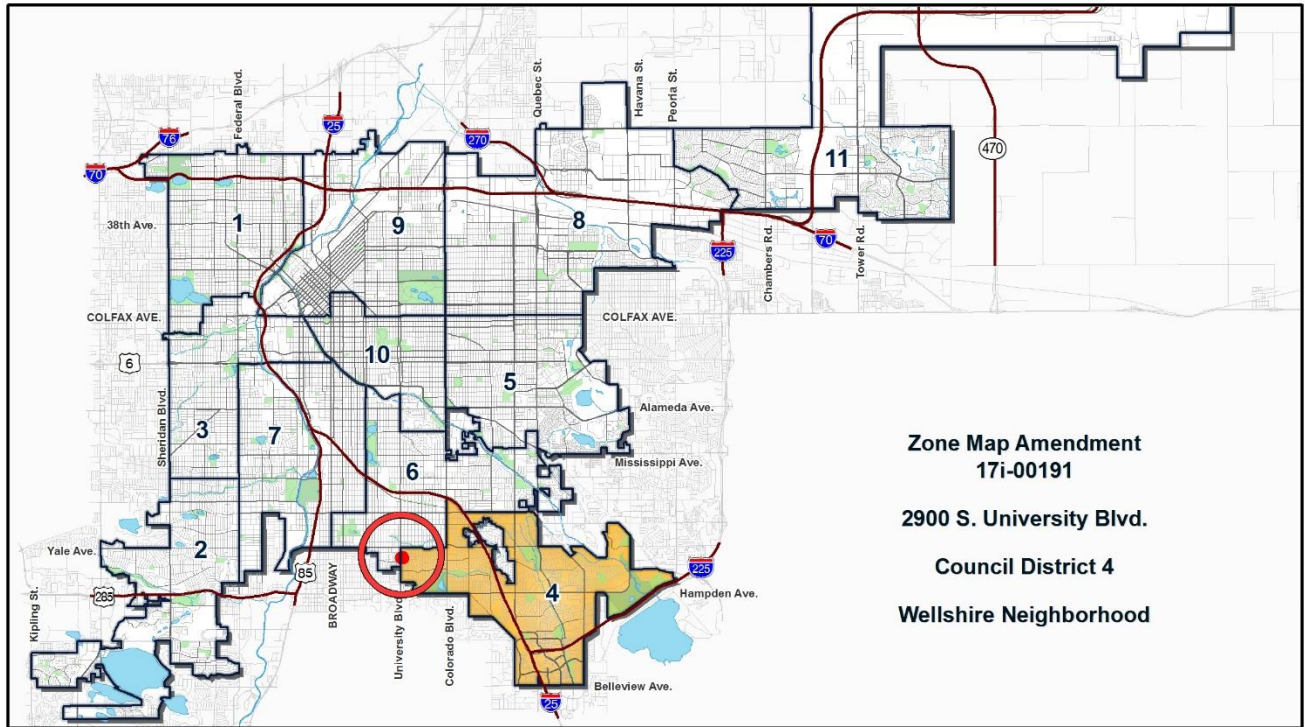 Federal Blvd.
Quebec St.
Havana St.
Peoria St.
76
25
270
70
470
11
1
9
8
38th Ave.
225
70
Chambers Rd.
Tower Rd.
COLFAX AVE.
COLFAX AVE.
6
10
5
Sheridan Blvd.
3
7
Alameda Ave.
6
Mississippi Ave.
Zone Map Amendment
17i-00191
2900 S. University Blvd.
Council District 4
Wellshire Neighborhood
Yale Ave.
2
85
285
BROADWAY
University Blvd
Colorado Blvd.
4
225
Hampden Ave.
Kipling St.
Belleview Ave.
25